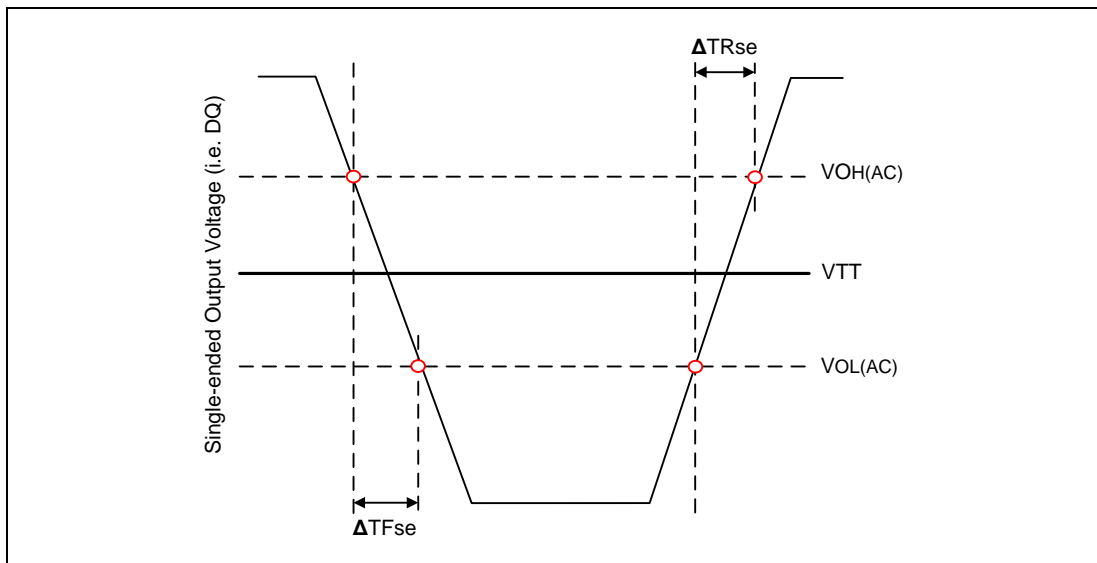 ΔTRse
Single-ended Output Voltage (i.e. DQ)
VOH(AC)
VTT
VOL(AC)
ΔTFse